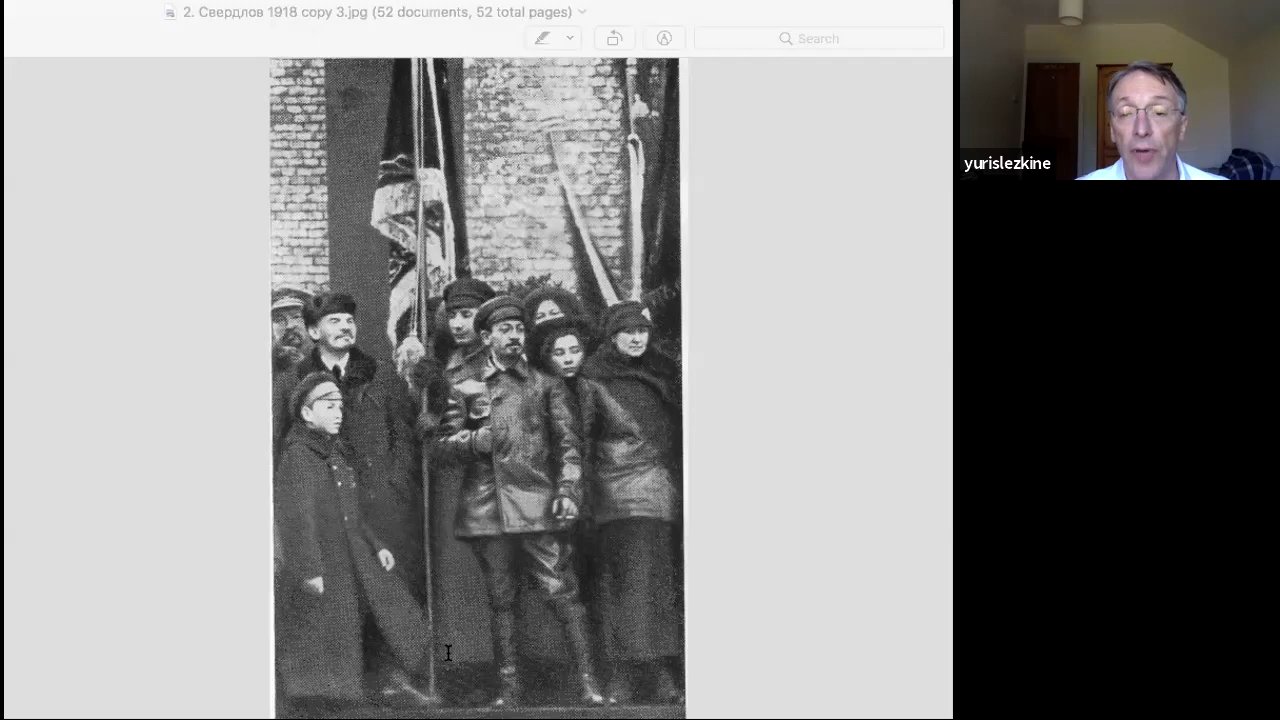 2. Свердлов 1918 copy 3.jpg (52 documents, 52 total pages)
Search
yurislezkine